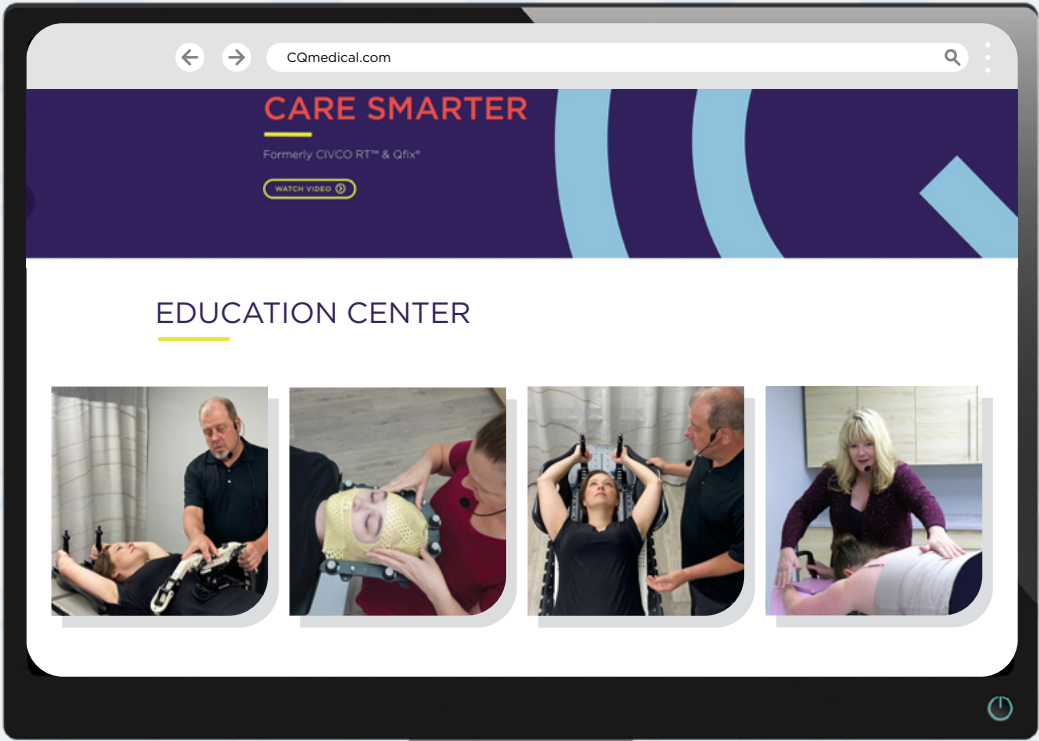 CQmedical.com
CARE SMARTER
Formerly CIVCO RT™ & Qfix®
WATCH VIDEO
EDUCATION CENTER